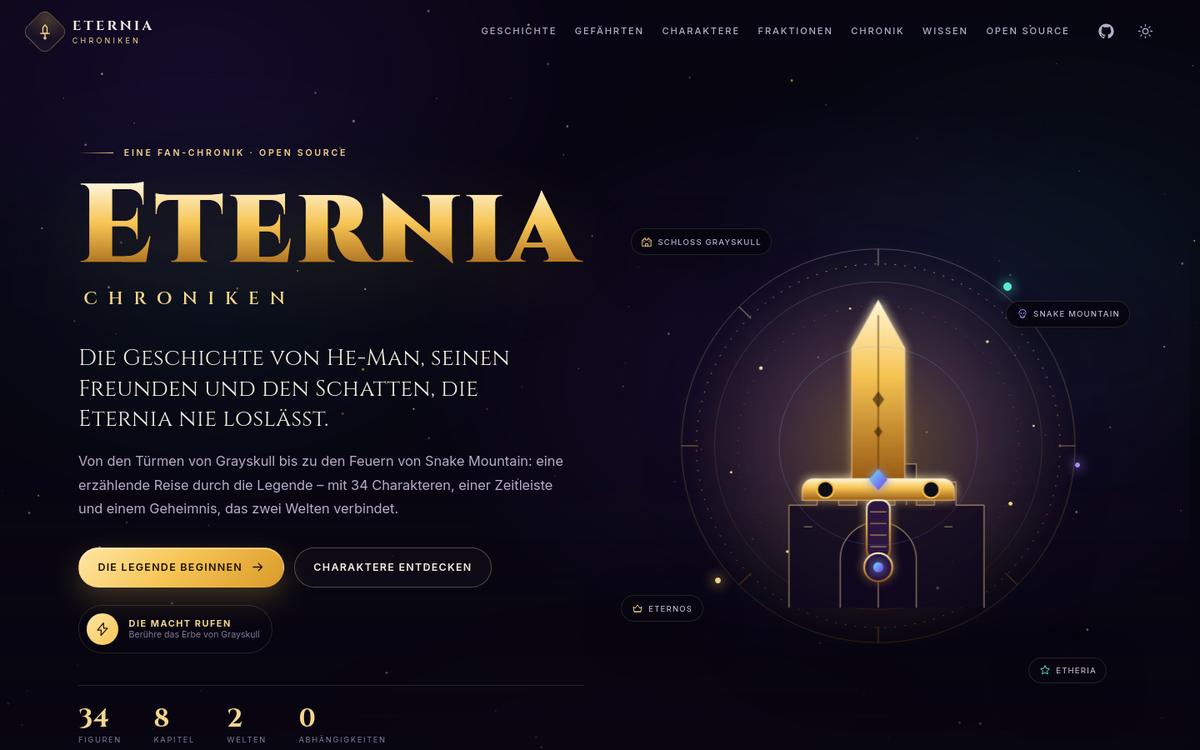 ETERNIA
CHRONIKEN
GESCHICHTE GEFÄHRTEN CHARAKTERE FRAKTIONEN CHRONIK WISSEN OPEN SOURCE
EINE FAN-CHRONIK · OPEN SOURCE
ETERNIA
CHRONIKEN
DIE GESCHICHTE VON HE-MAN, SEINEN
FREUNDEN UND DEN SCHATTEN, DIE
ETERNIA NIE LOSLÄSST.
Von den Türmen von Grayskull bis zu den Feuern von Snake Mountain: eine
erzählende Reise durch die Legende – mit 34 Charakteren, einer Zeitleiste
und einem Geheimnis, das zwei Welten verbindet.
DIE LEGENDE BEGINNEN →
CHARAKTERE ENTDECKEN
DIE MACHT RUFEN
Berühre das Erbe von Grayskull
34
FIGUREN
8
KAPITEL
2
WELTEN
0
ABHÄNGIGKEITEN
SCHLOSS GRAYSKULL
SNAKE MOUNTAIN
ETERNOS
ETHERIA